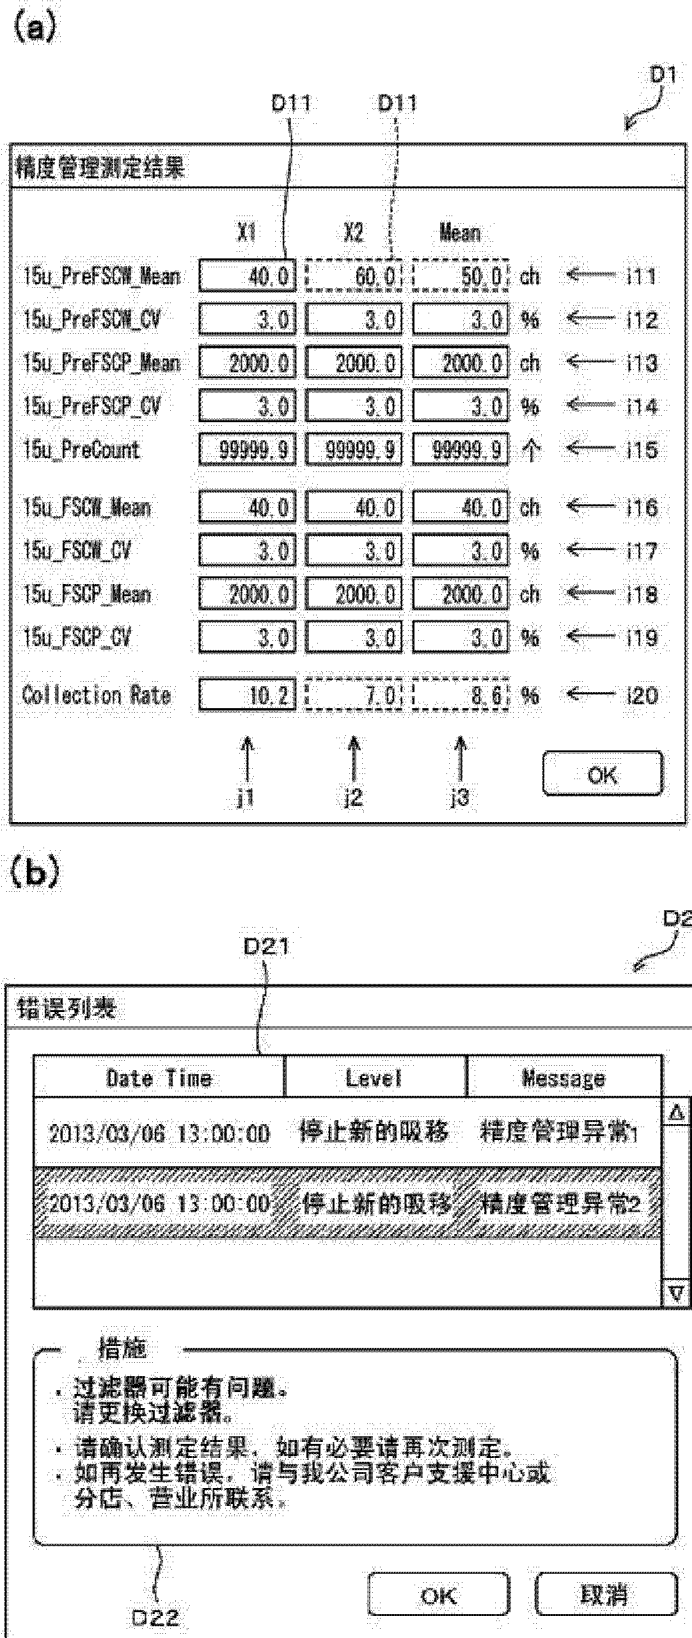 (a)
D1
D11 D11
精度管理测定结果
X1 X2 Mean
15u_PreFSCW_Mean 40.0 60.0 50.0 ch ← i11
15u_PreFSCW_CV 3.0 3.0 3.0 % ← i12
15u_PreFSCP_Mean 2000.0 2000.0 2000.0 ch ← i13
15u_PreFSCP_CV 3.0 3.0 3.0 % ← i14
15u_PreCount 99999.9 99999.9 99999.9 个 ← i15
15u_FSCW_Mean 40.0 40.0 40.0 ch ← i16
15u_FSCW_CV 3.0 3.0 3.0 % ← i17
15u_FSCP_Mean 2000.0 2000.0 2000.0 ch ← i18
15u_FSCP_CV 3.0 3.0 3.0 % ← i19
Collection Rate 10.2 7.0 8.6 % ← i20
j1 j2 j3
OK
(b)
D2
D21
错误列表
Date Time Level Message
2013/03/06 13:00:00 停止新的吸移 精度管理异常1
2013/03/06 13:00:00 停止新的吸移 精度管理异常2
措施
· 过滤器可能有问题。
请更换过滤器。
· 请确认测定结果，如有必要请再次测定。
· 如再发生错误，请与我公司客户支援中心或
分店、营业所联系。
D22
OK 取消